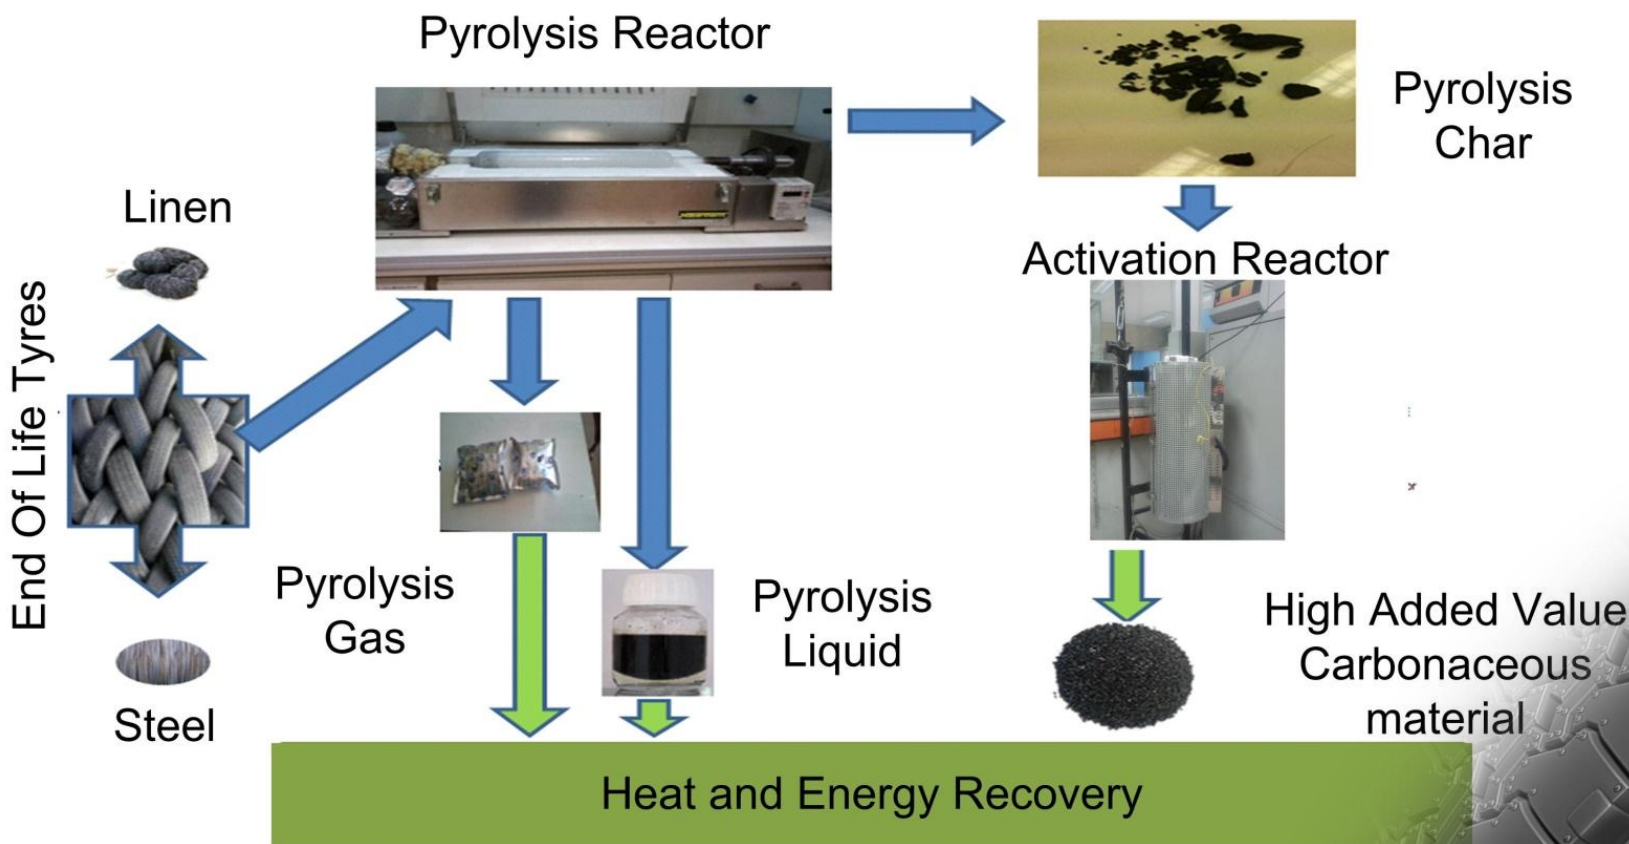 Pyrolysis Reactor
Pyrolysis
Char
Linen
Activation Reactor
End Of Life Tyres
Pyrolysis
Gas
Pyrolysis
Liquid
High Added Value
Carbonaceous
material
Steel
Heat and Energy Recovery